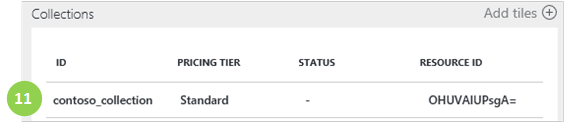 Collections Add tiles
ID PRICING TIER STATUS RESOURCE ID
11 contoso_collection Standard - OHUVAIUPsgA=